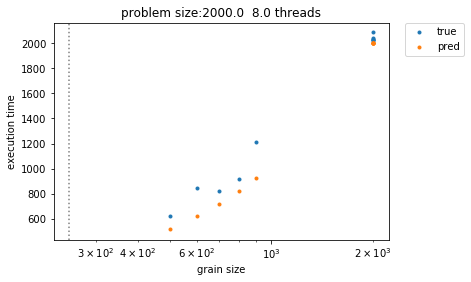 problem size:2000.0  8.0 threads
true
pred
execution time
2000
1800
1600
1400
1200
1000
800
600
3 × 10² 4 × 10² 6 × 10² 10³ 2 × 10³
grain size